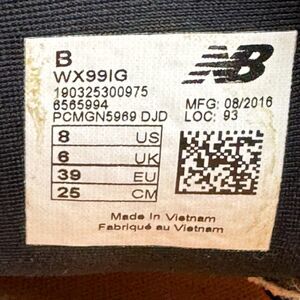 B
WX99IG
190325300975
6565994
PCMGN5969 DJD
NB
MFG: 08/2016
LOC: 93
8 US
6 UK
39 EU
25 CM
Made In Vietnam
Fabriqué au Vietnam